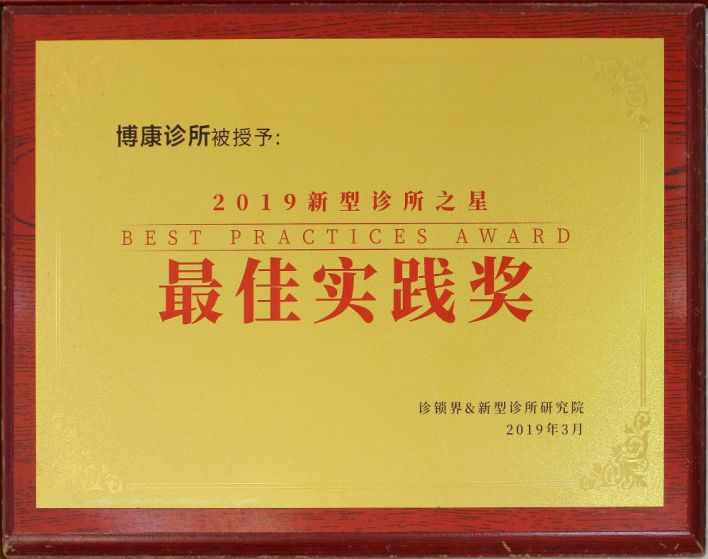 博康诊所被授予:
2019新型诊所之星
BEST PRACTICES AWARD
最佳实践奖
诊锁界&新型诊所研究院
2019年3月